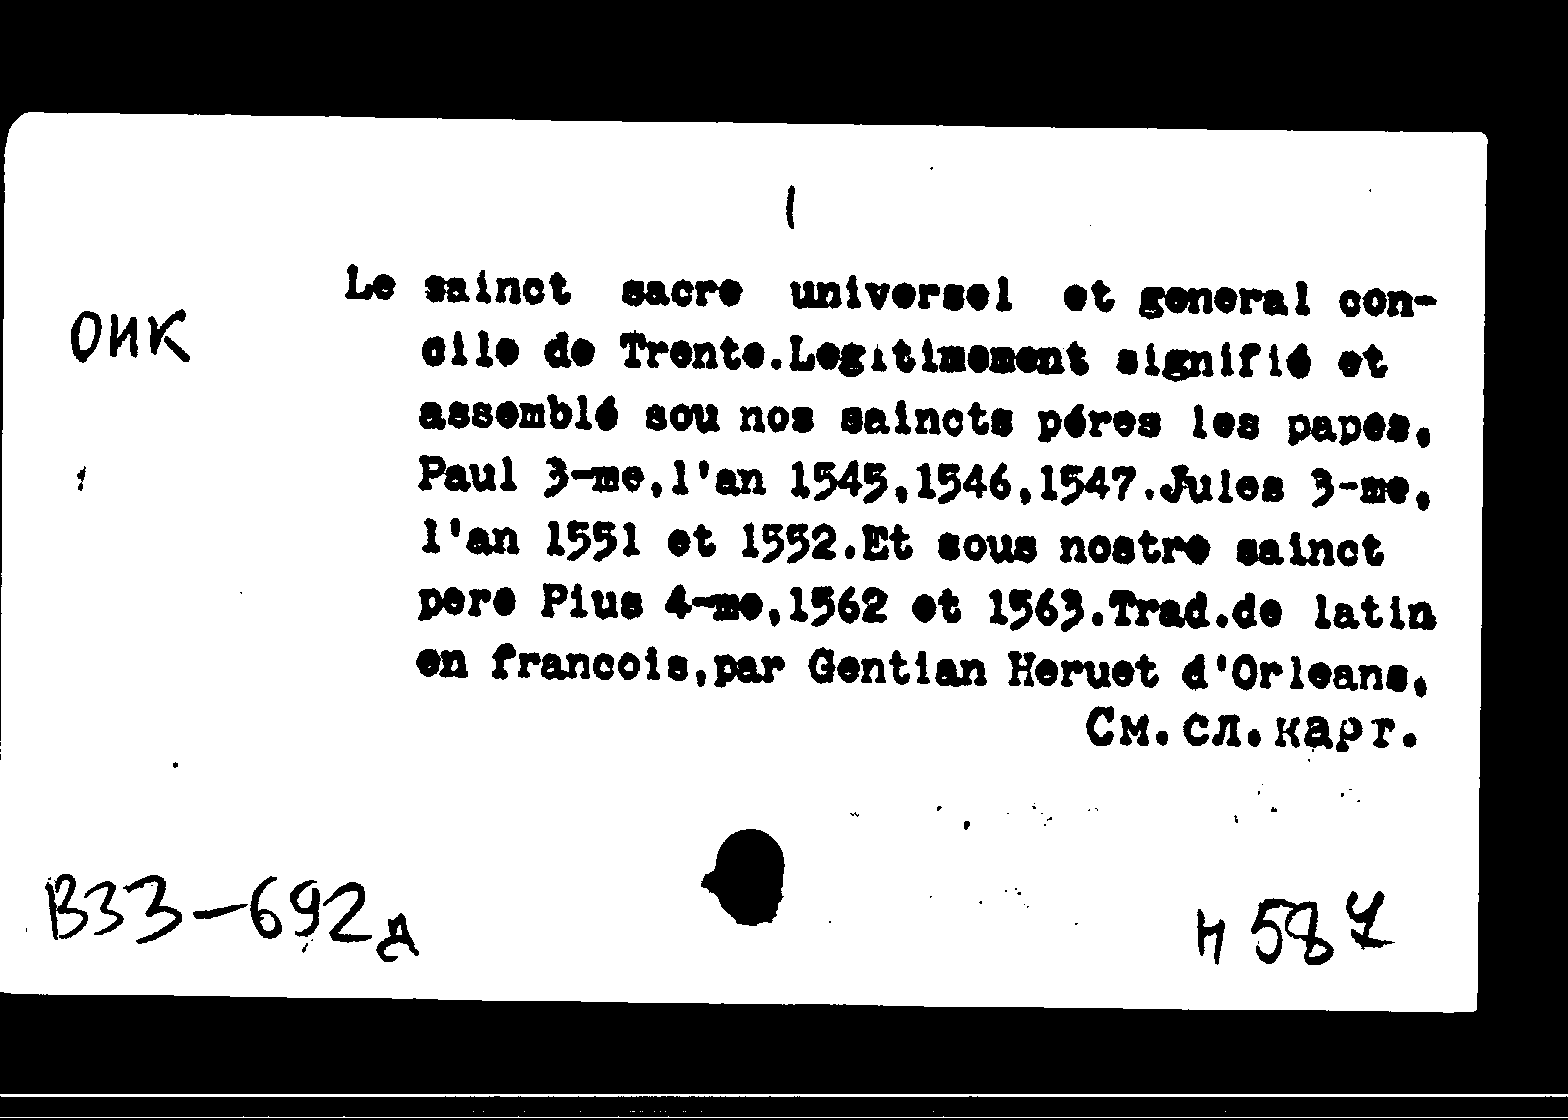 1
ОИК
Le sainct sacre universel et general con-
cile de Trente.Legitimement signifié et
assemblé sou nos saincts péres les papes,
Paul 3-me,l'an 1545,1546,1547.Jules 3-me,
l'an 1551 et 1552.Et sous nostre sainct
pere Pius 4-me,1562 et 1563.Trad.de latin
en francois,par Gentian Heruet d'Orleans,
См.сл.карт.
B33-692д